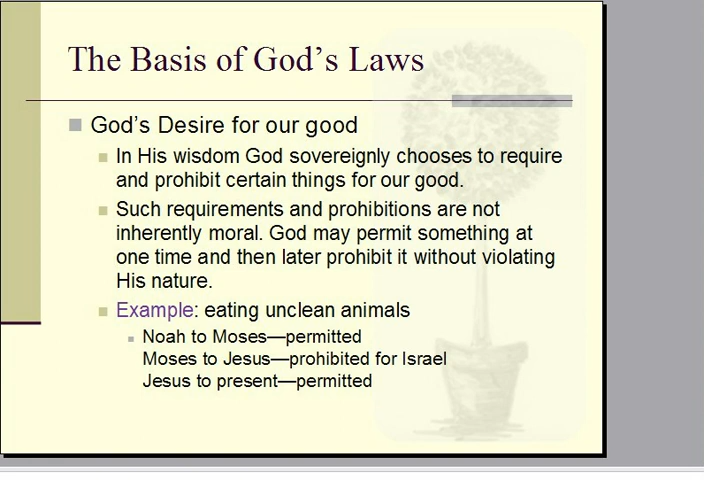 The Basis of God's Laws
God's Desire for our good
In His wisdom God sovereignly chooses to require
and prohibit certain things for our good.
Such requirements and prohibitions are not
inherently moral. God may permit something at
one time and then later prohibit it without violating
His nature.
Example: eating unclean animals
Noah to Moses—permitted
Moses to Jesus—prohibited for Israel
Jesus to present—permitted